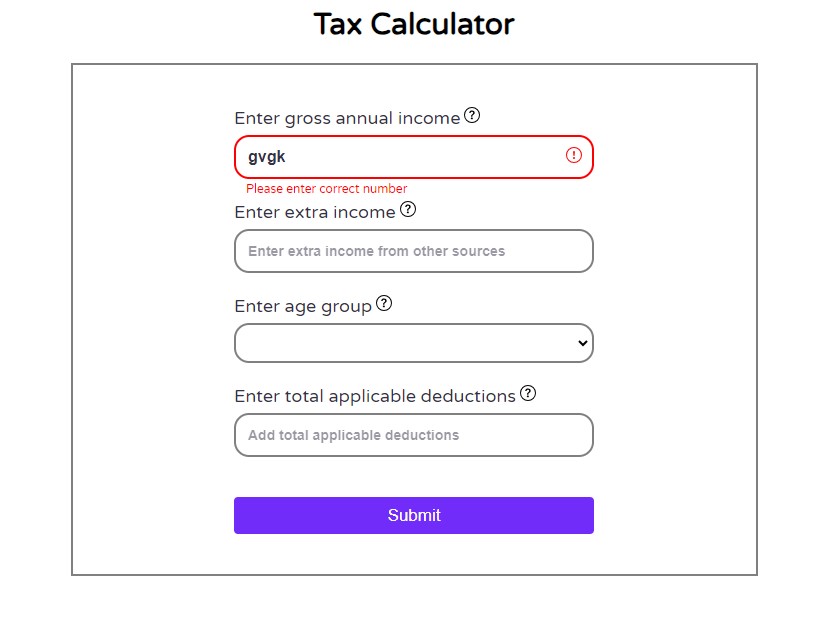 Tax Calculator
Enter gross annual income
gvgk
Please enter correct number
Enter extra income
Enter extra income from other sources
Enter age group
Enter total applicable deductions
Add total applicable deductions
Submit